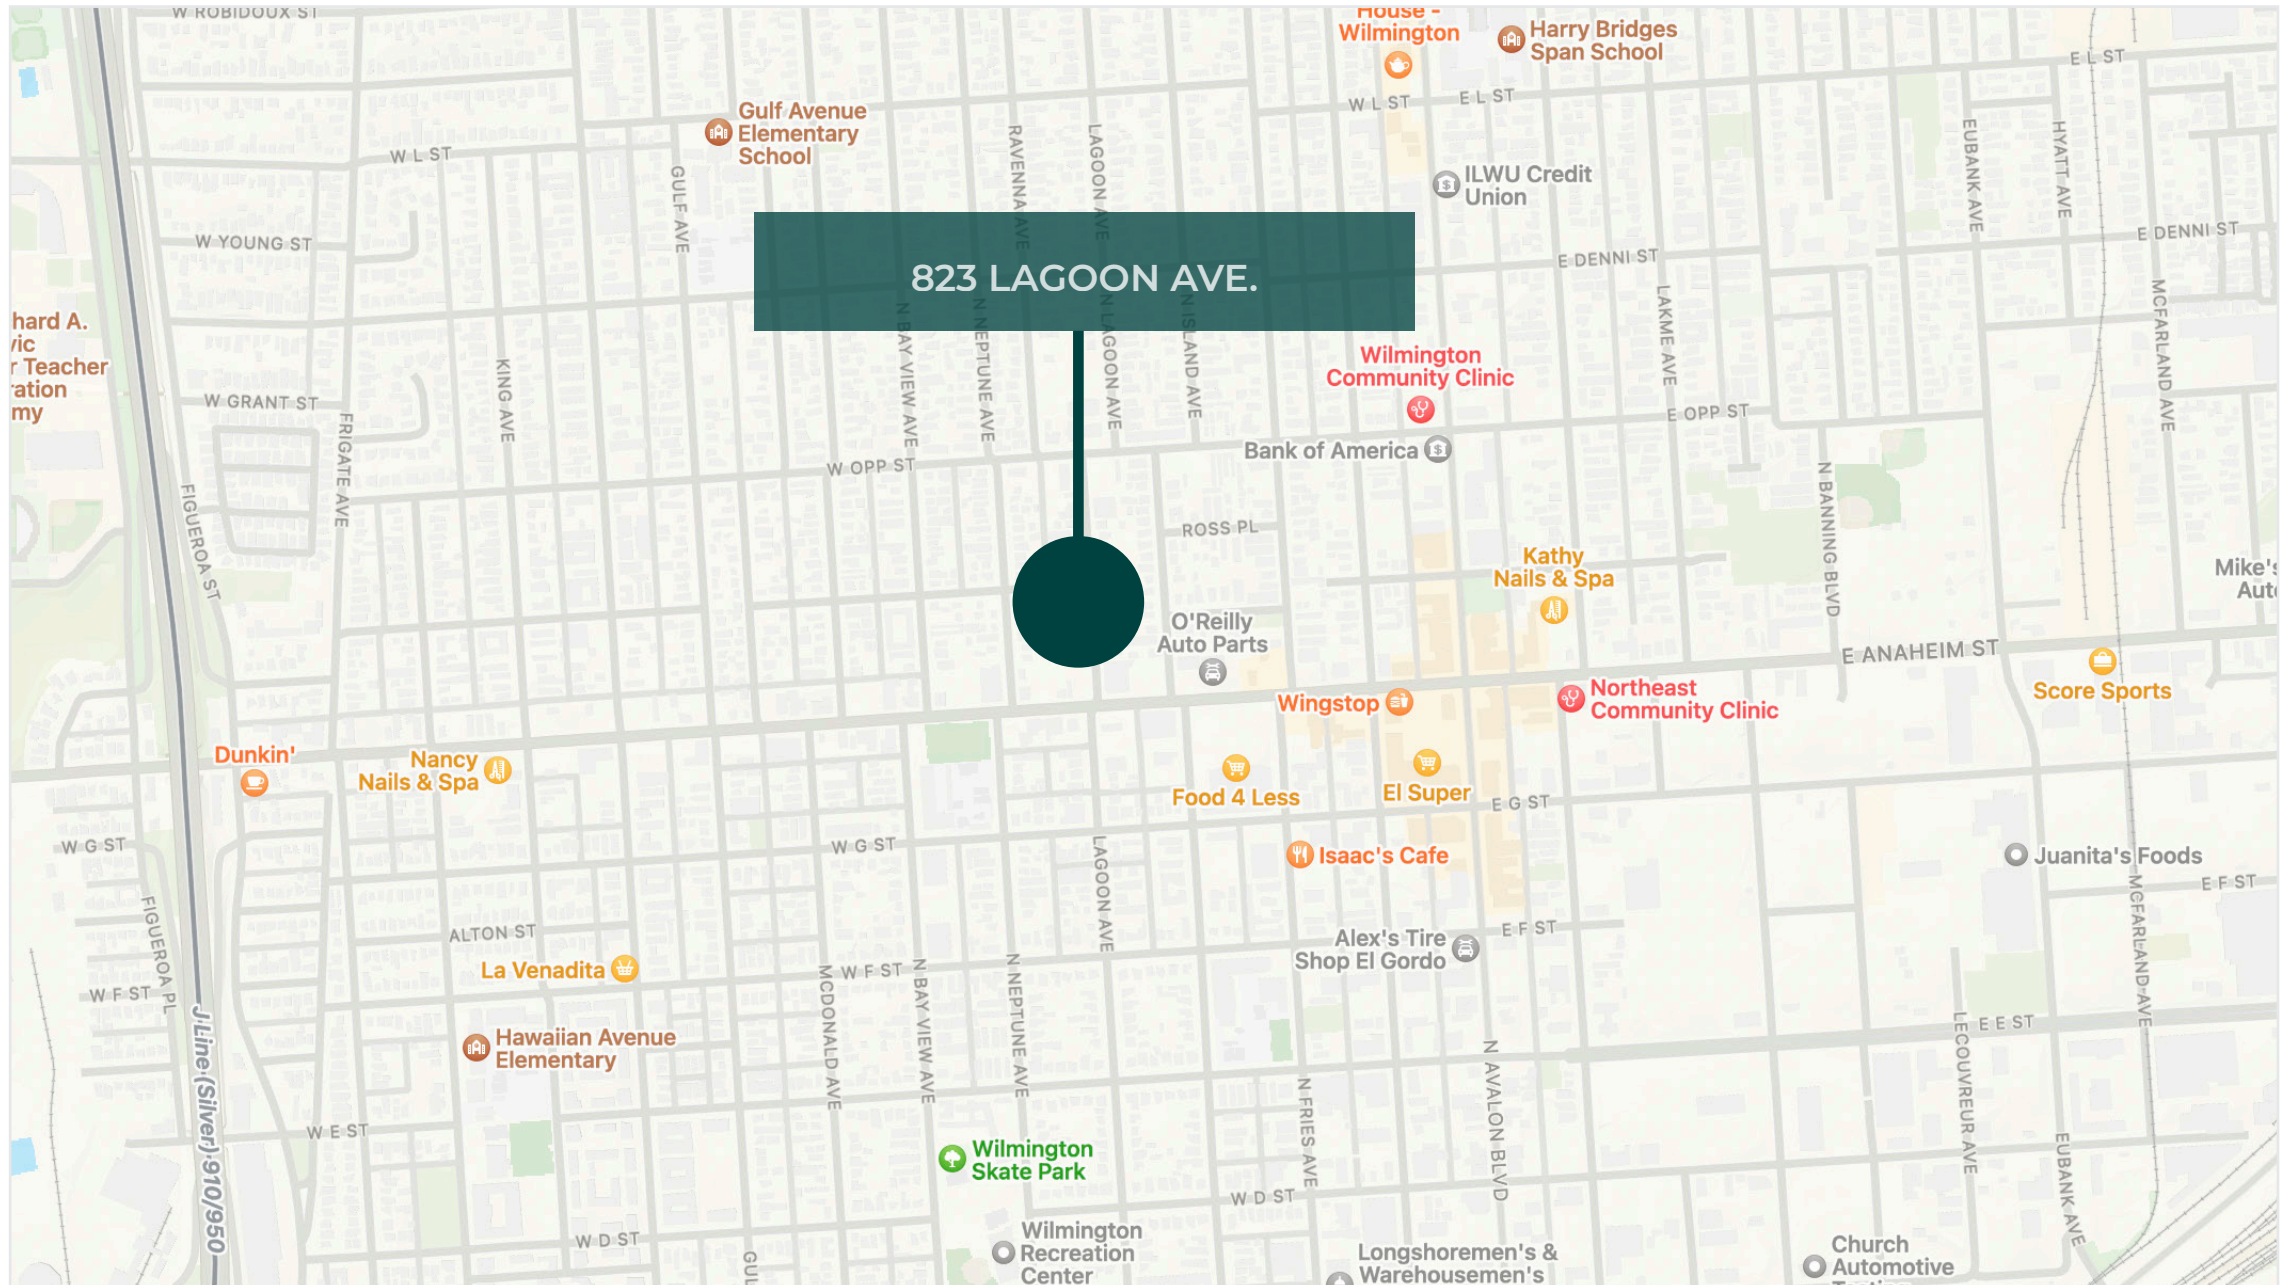 W ROBIDOUX ST
House -
Wilmington
Harry Bridges
Span School
E L ST
W L ST
E L ST
Gulf Avenue
Elementary
School
W L ST
GULF AVE
RAVENNA AVE
LAGOON AVE
ILWU Credit
Union
EUBANK AVE
HYATT AVE
W YOUNG ST
E DENNI ST
E DENNI ST
823 LAGOON AVE.
N BAY VIEW AVE
N NEPTUNE AVE
N LAGOON AVE
N ISLAND AVE
LAKME AVE
MCFARLAND AVE
hard A.
vic
r Teacher
ration
my
Wilmington
Community Clinic
KING AVE
W GRANT ST
FRIGATE AVE
E OPP ST
Bank of America
W OPP ST
FIGUEROA ST
N BANNING BLVD
ROSS PL
Kathy
Nails & Spa
Mike's
Aut
O'Reilly
Auto Parts
E ANAHEIM ST
Score Sports
Wingstop
Northeast
Community Clinic
Dunkin'
Nancy
Nails & Spa
Food 4 Less
El Super
E G ST
W G ST
W G ST
LAGOON AVE
Isaac's Cafe
Juanita's Foods
E F ST
MCFARLAND AVE
FIGUEROA PL
ALTON ST
E F ST
Alex's Tire
Shop El Gordo
La Venadita
W F ST
W F ST
MCDONALD AVE
N BAY VIEW AVE
N NEPTUNE AVE
J Line (Silver) 910/950
Hawaiian Avenue
Elementary
E E ST
LECOUVREUR AVE
N AVALON BLVD
N FRIES AVE
W E ST
EUBANK AVE
Wilmington
Skate Park
W D ST
W D ST
GUL
Wilmington
Recreation
Center
Longshoremen's &
Warehousemen's
Church
Automotive